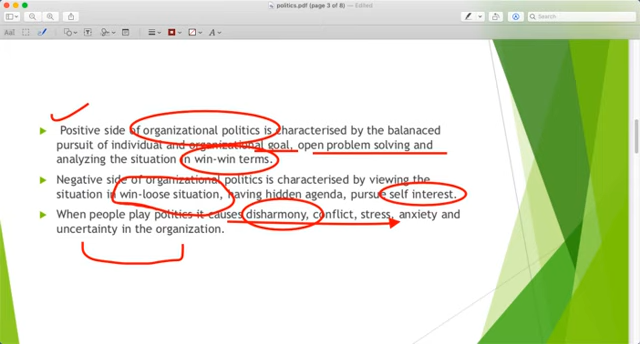 politics.pdf (page 3 of 8) — Edited
Search
Positive side of organizational politics is characterised by the balanaced
pursuit of individual and organizational goal, open problem solving and
analyzing the situation in win-win terms.
Negative side of organizational politics is characterized by viewing the
situation in win-loose situation, having hidden agenda, pursue self interest.
When people play politics it causes disharmony, conflict, stress, anxiety and
uncertainty in the organization.